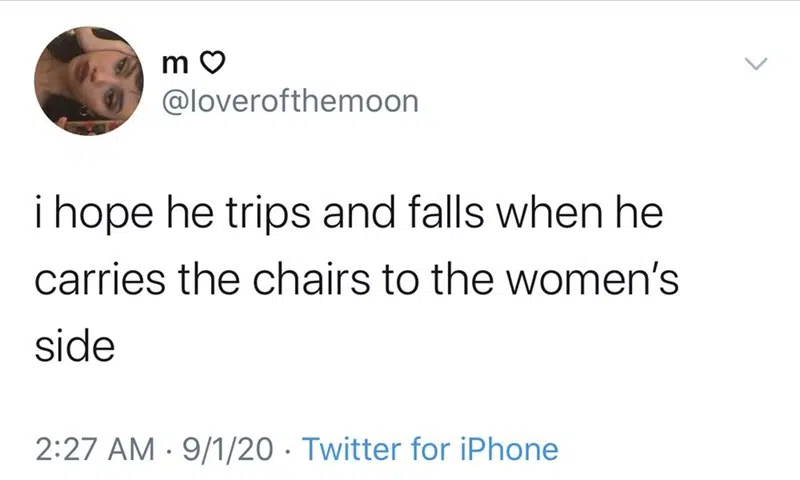 m ♡
@loverofthemoon
i hope he trips and falls when he
carries the chairs to the women’s
side
2:27 AM · 9/1/20 · Twitter for iPhone